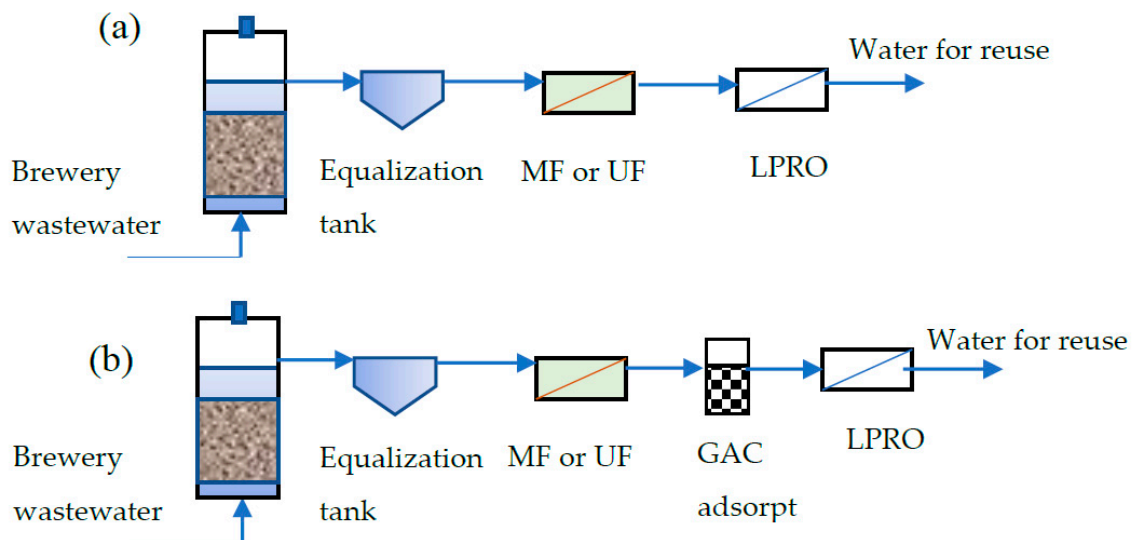 (a)
Water for reuse
Brewery
wastewater
Equalization
tank
MF or UF
LPRO
(b)
Water for reuse
Brewery
wastewater
Equalization
tank
MF or UF
GAC
adsorpt
LPRO